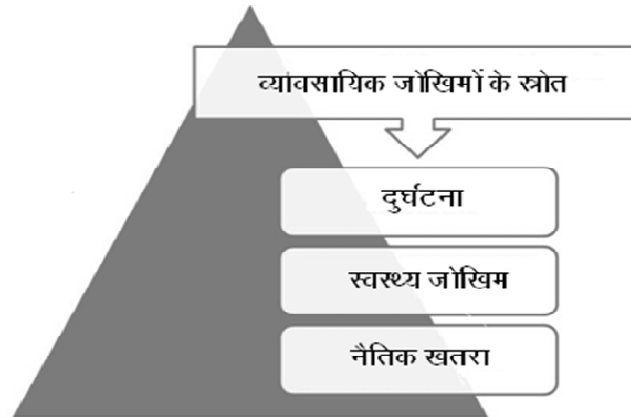 व्यावसायिक जोखिमों के स्त्रोत
दुर्घटना
स्वस्थ्य जोखिम
नैतिक खतरा